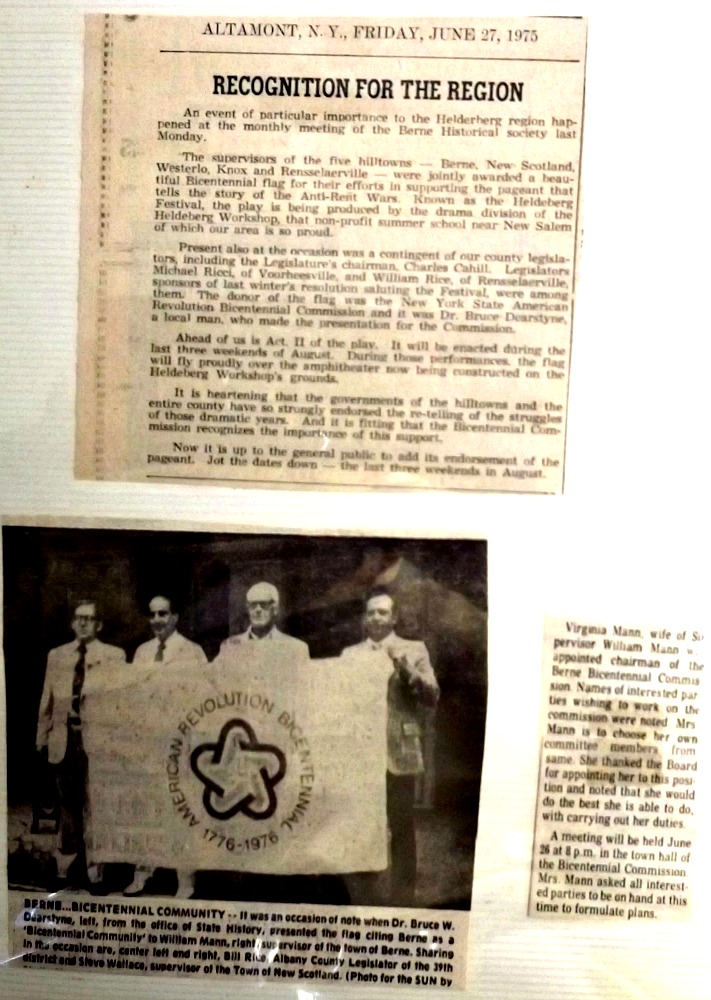 ALTAMONT, N. Y., FRIDAY, JUNE 27, 1975
RECOGNITION FOR THE REGION
An event of particular importance to the Helderberg region hap-
pened at the monthly meeting of the Berne Historical society last
Monday.
The supervisors of the five hilltowns — Berne, New Scotland,
Westerlo, Knox and Rensselaerville — were jointly awarded a beau-
tiful Bicentennial flag for their efforts in supporting the pageant that
tells the story of the Anti-Rent Wars. Known as the Heldeberg
Festival, the play is being produced by the drama division of the
Heldeberg Workshop, that non-profit summer school near New Salem
of which our area is so proud.
Present also at the occasion was a contingent of our county legisla-
tors, including the Legislature's chairman, Charles Cahill. Legislators
Michael Ricci, of Voorheesville, and William Rice, of Rensselaerville,
sponsors of last winter's resolution saluting the Festival, were among
them. The donor of the flag was the New York State American
Revolution Bicentennial Commission and it was Dr. Bruce Dearstyne,
a local man, who made the presentation for the Commission.
Ahead of us is Act. II of the play. It will be enacted during the
last three weekends of August. During those performances, the flag
will fly proudly over the amphitheater now being constructed on the
Heldeberg Workshop's grounds.
It is heartening that the governments of the hilltowns and the
entire county have so strongly endorsed the re-telling of the struggles
of those dramatic years. And it is fitting that the Bicentennial Com-
mission recognizes the importance of this support.
Now it is up to the general public to add its endorsement of the
pageant. Jot the dates down — the last three weekends in August.
AMERICAN REVOLUTION BICENTENNIAL
1776-1976
BERNE...BICENTENNIAL COMMUNITY -- It was an occasion of note when Dr. Bruce W.
Dearstyne, left, from the office of State History, presented the flag citing Berne as a
'Bicentennial Community' to William Mann, right, supervisor of the town of Berne. Sharing
in the occasion are, center left and right, Bill Rice, Albany County Legislator of the 39th
district and Steve Wallace, supervisor of the Town of New Scotland. (Photo for the SUN by
Virginia Mann, wife of Su
pervisor William Mann w
appointed chairman of the
Berne Bicentennial Commis
sion. Names of interested par
ties wishing to work on the
commission were noted Mrs
Mann is to choose her own
committee members from
same. She thanked the Board
for appointing her to this posi-
tion and noted that she would
do the best she is able to do,
with carrying out her duties.
A meeting will be held June
26 at 8 p.m. in the town hall of
the Bicentennial Commission
Mrs. Mann asked all interest-
ed parties to be on hand at this
time to formulate plans.